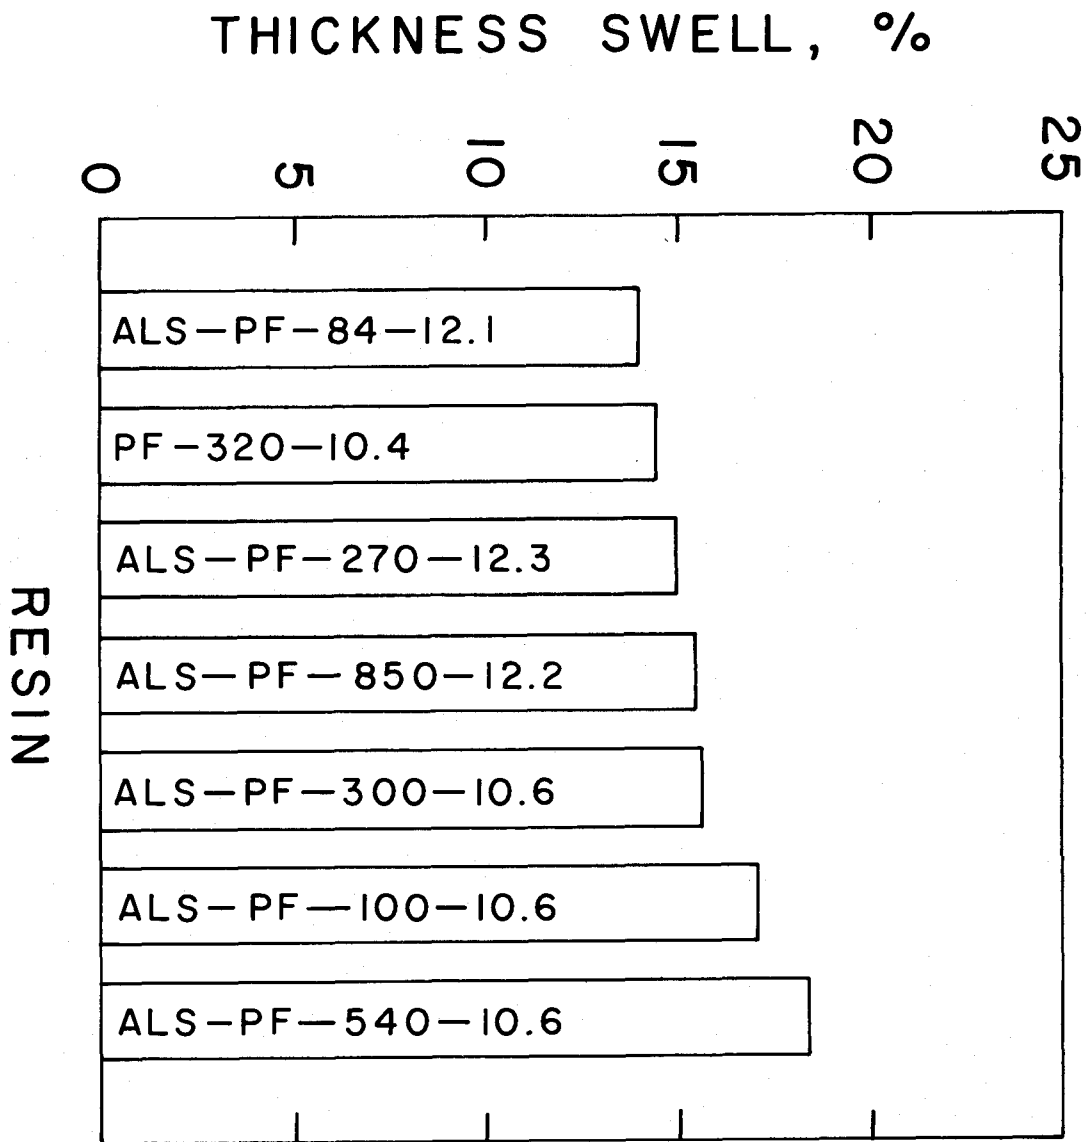 THICKNESS SWELL, %
0 5 10 15 20 25
ALS-PF-84-12.1
PF-320-10.4
ALS-PF-270-12.3
ALS-PF-850-12.2
ALS-PF-300-10.6
ALS-PF-100-10.6
ALS-PF-540-10.6
RESIN